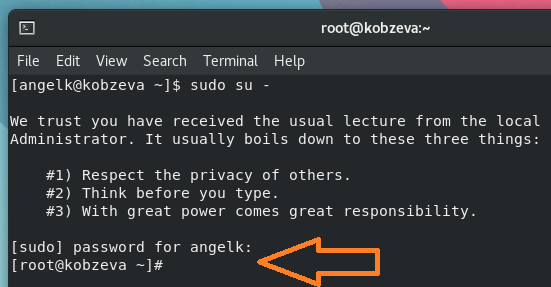 root@kobzeva:~
File Edit View Search Terminal Help
[angelk@kobzeva ~]$ sudo su -
We trust you have received the usual lecture from the local
Administrator. It usually boils down to these three things:
#1) Respect the privacy of others.
#2) Think before you type.
#3) With great power comes great responsibility.
[sudo] password for angelk:
[root@kobzeva ~]#